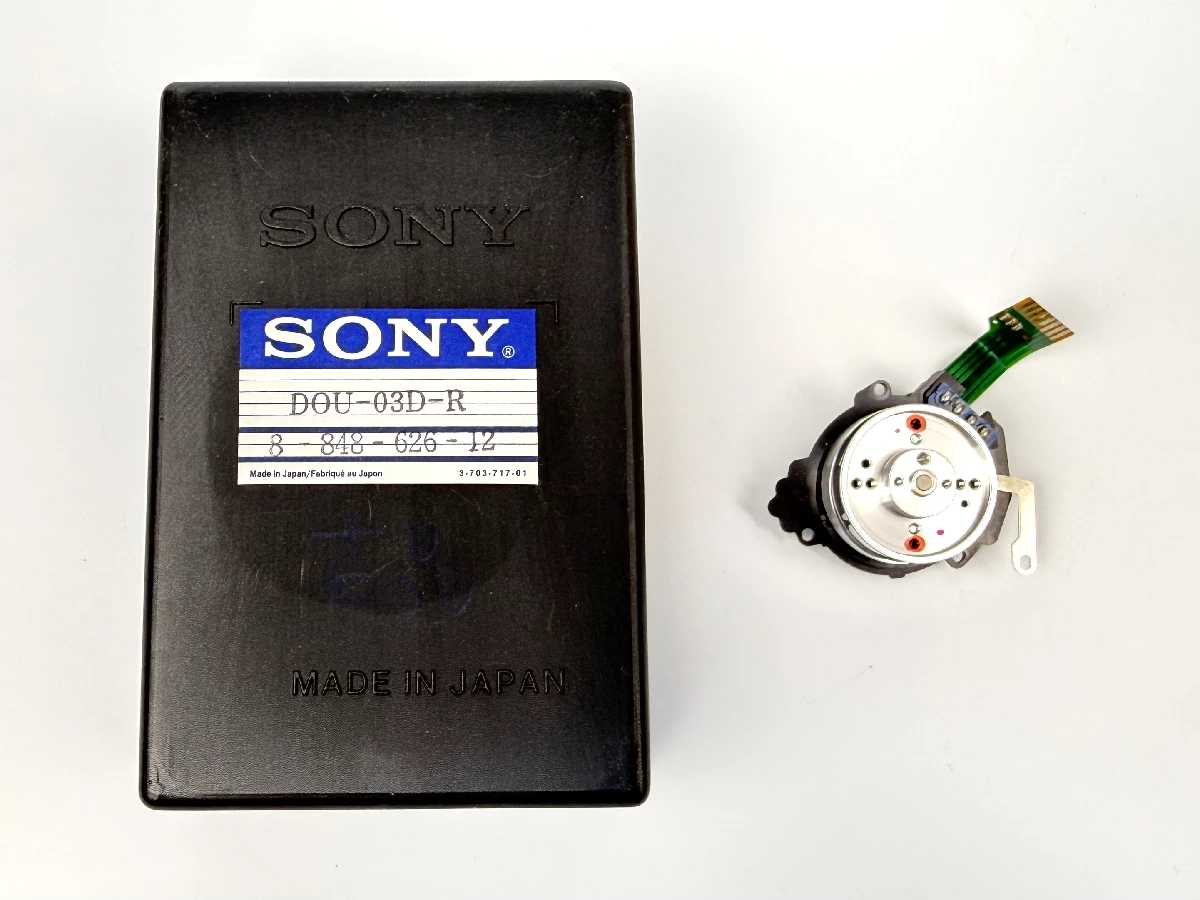 SONY
SONY®
DOU-03D-R
8-848-626-12
Made in Japan/Fabriqué au Japon 3-703-717-01
MADE IN JAPAN